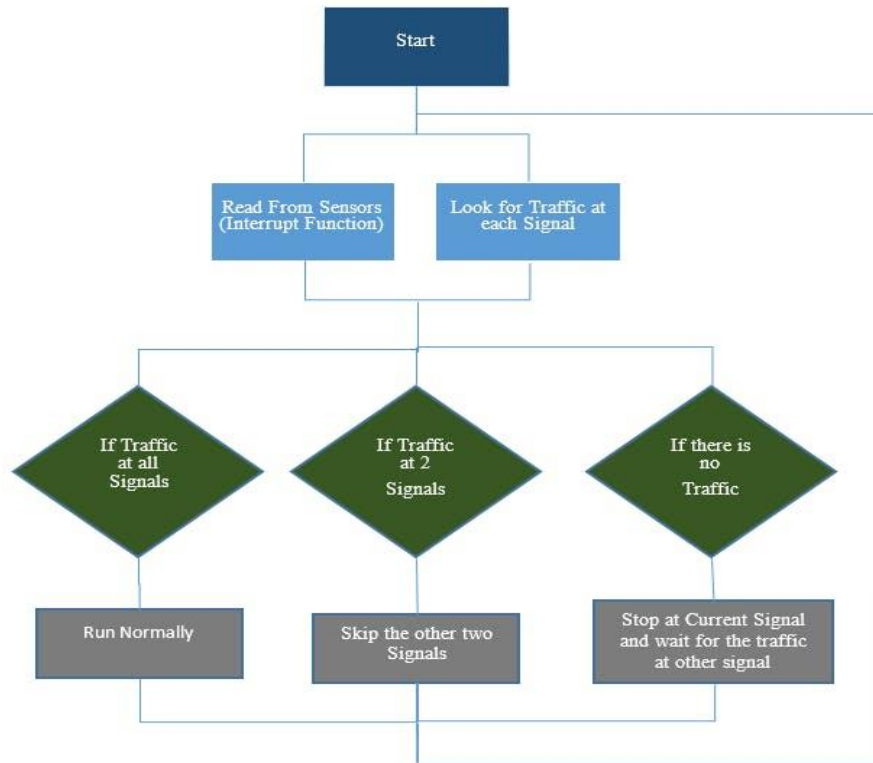 Start
Read From Sensors
(Interrupt Function)
Look for Traffic at
each Signal
If Traffic
at all
Signals
If Traffic
at 2
Signals
If there is
no
Traffic
Run Normally
Skip the other two
Signals
Stop at Current Signal
and wait for the traffic
at other signal